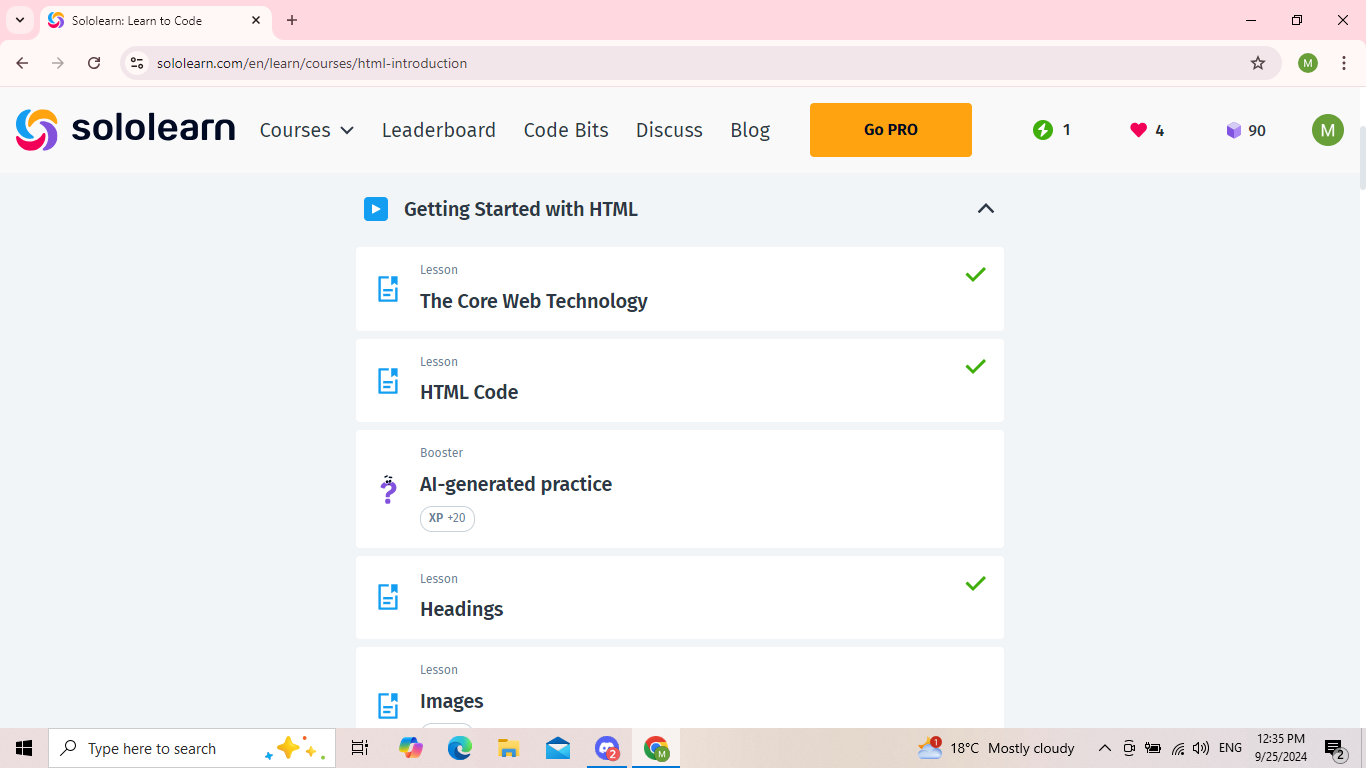 Sololearn: Learn to Code
sololearn.com/en/learn/courses/html-introduction
M
sololearn Courses Leaderboard Code Bits Discuss Blog Go PRO 1 4 90 M
Getting Started with HTML
Lesson
The Core Web Technology
Lesson
HTML Code
Booster
?
AI-generated practice
XP +20
Lesson
Headings
Lesson
Images
Type here to search
2
M
1
18°C Mostly cloudy
ENG
12:35 PM
9/25/2024
2